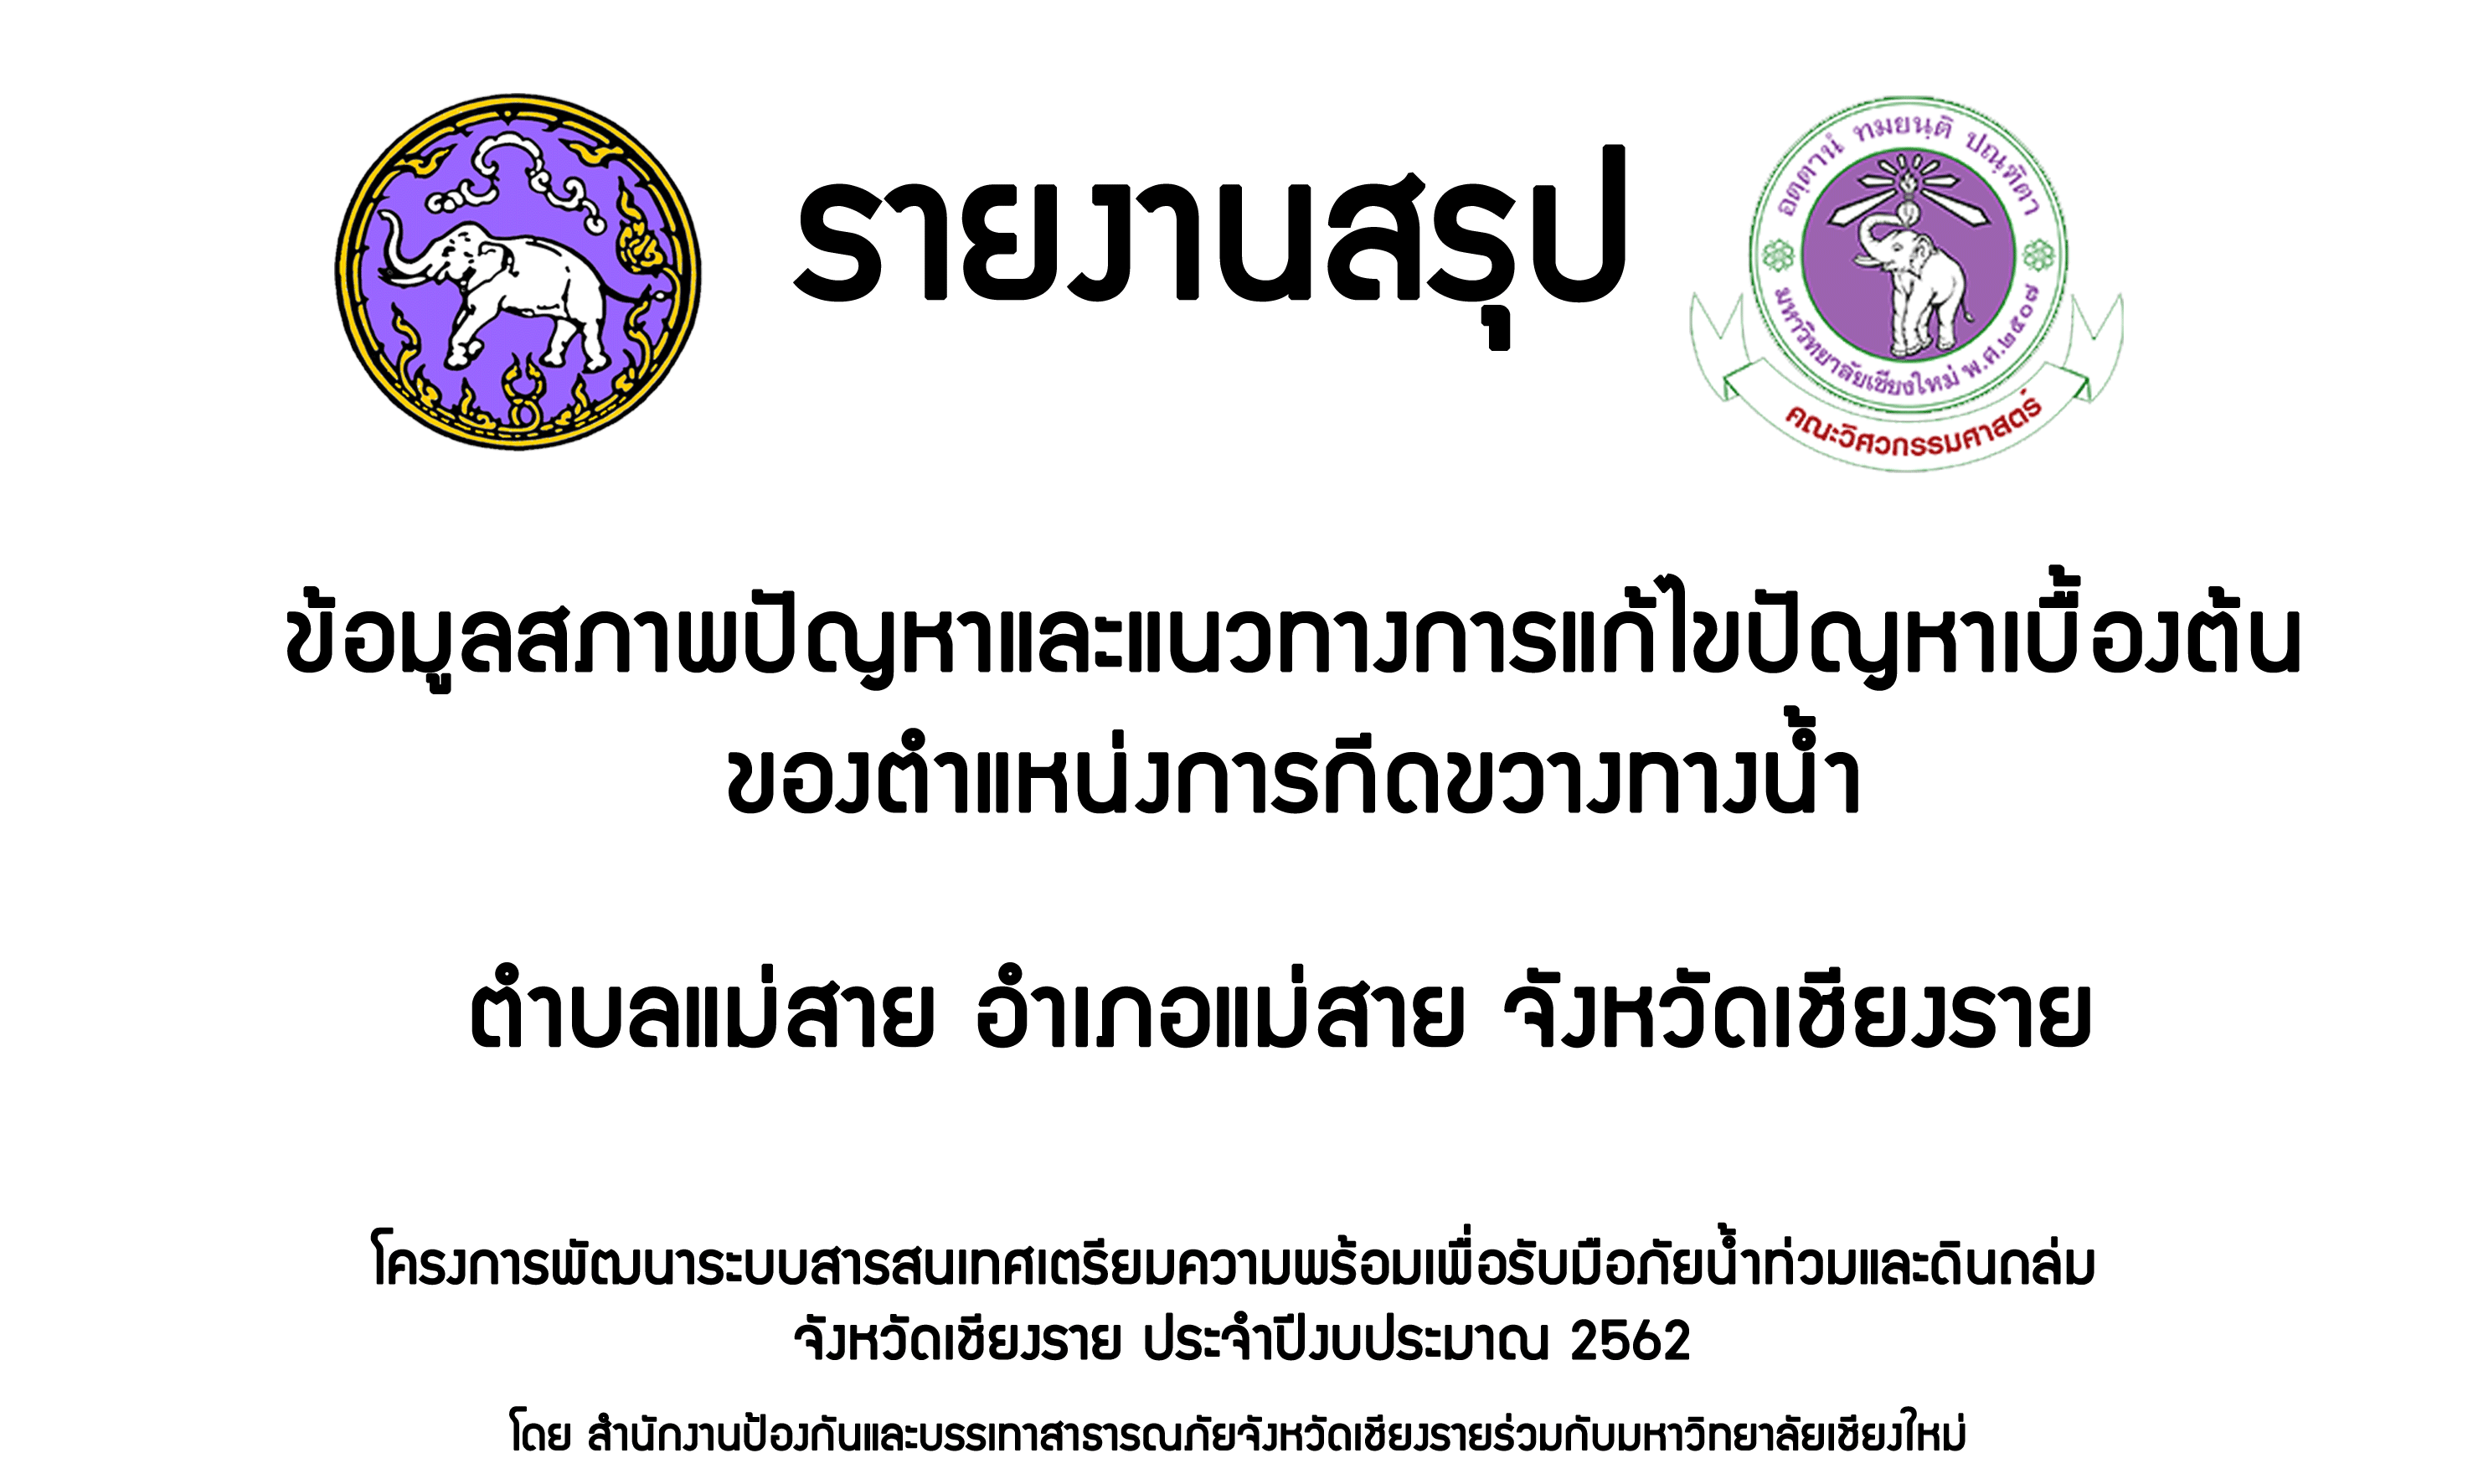 รายงานสรุป
อตฺตานํ ทมยนฺติ ปณฺฑิตา
มหาวิทยาลัยเชียงใหม่ พ.ศ.๒๕๐๗
คณะวิศวกรรมศาสตร์
ข้อมูลสภาพปัญหาและแนวทางการแก้ไขปัญหาเบื้องต้น
ของตำแหน่งการกีดขวางทางน้ำ
ตำบลแม่สาย อำเภอแม่สาย จังหวัดเชียงราย
โครงการพัฒนาระบบสารสนเทศเตรียมความพร้อมเพื่อรับมือภัยน้ำท่วมและดินถล่ม
จังหวัดเชียงราย ประจำปีงบประมาณ 2562
โดย สำนักงานป้องกันและบรรเทาสาธารณภัยจังหวัดเชียงรายร่วมกับมหาวิทยาลัยเชียงใหม่